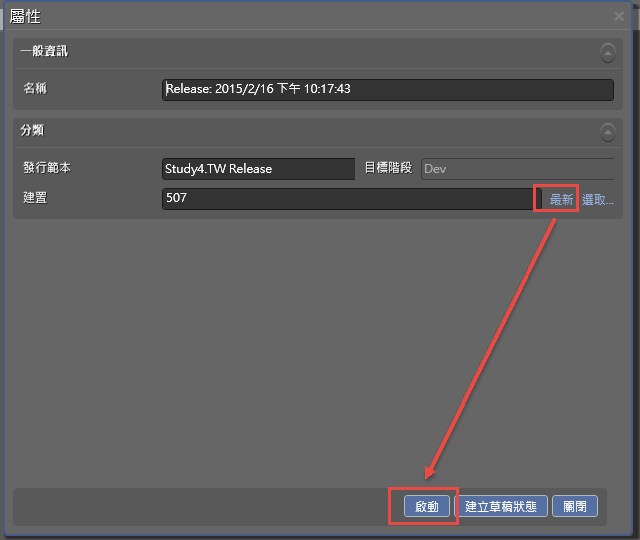 屬性
一般資訊
名稱 Release: 2015/2/16 下午 10:17:43
分類
發行範本 Study4.TW Release 目標階段 Dev
建置 507 最新 選取...
啟動 建立草稿狀態 關閉